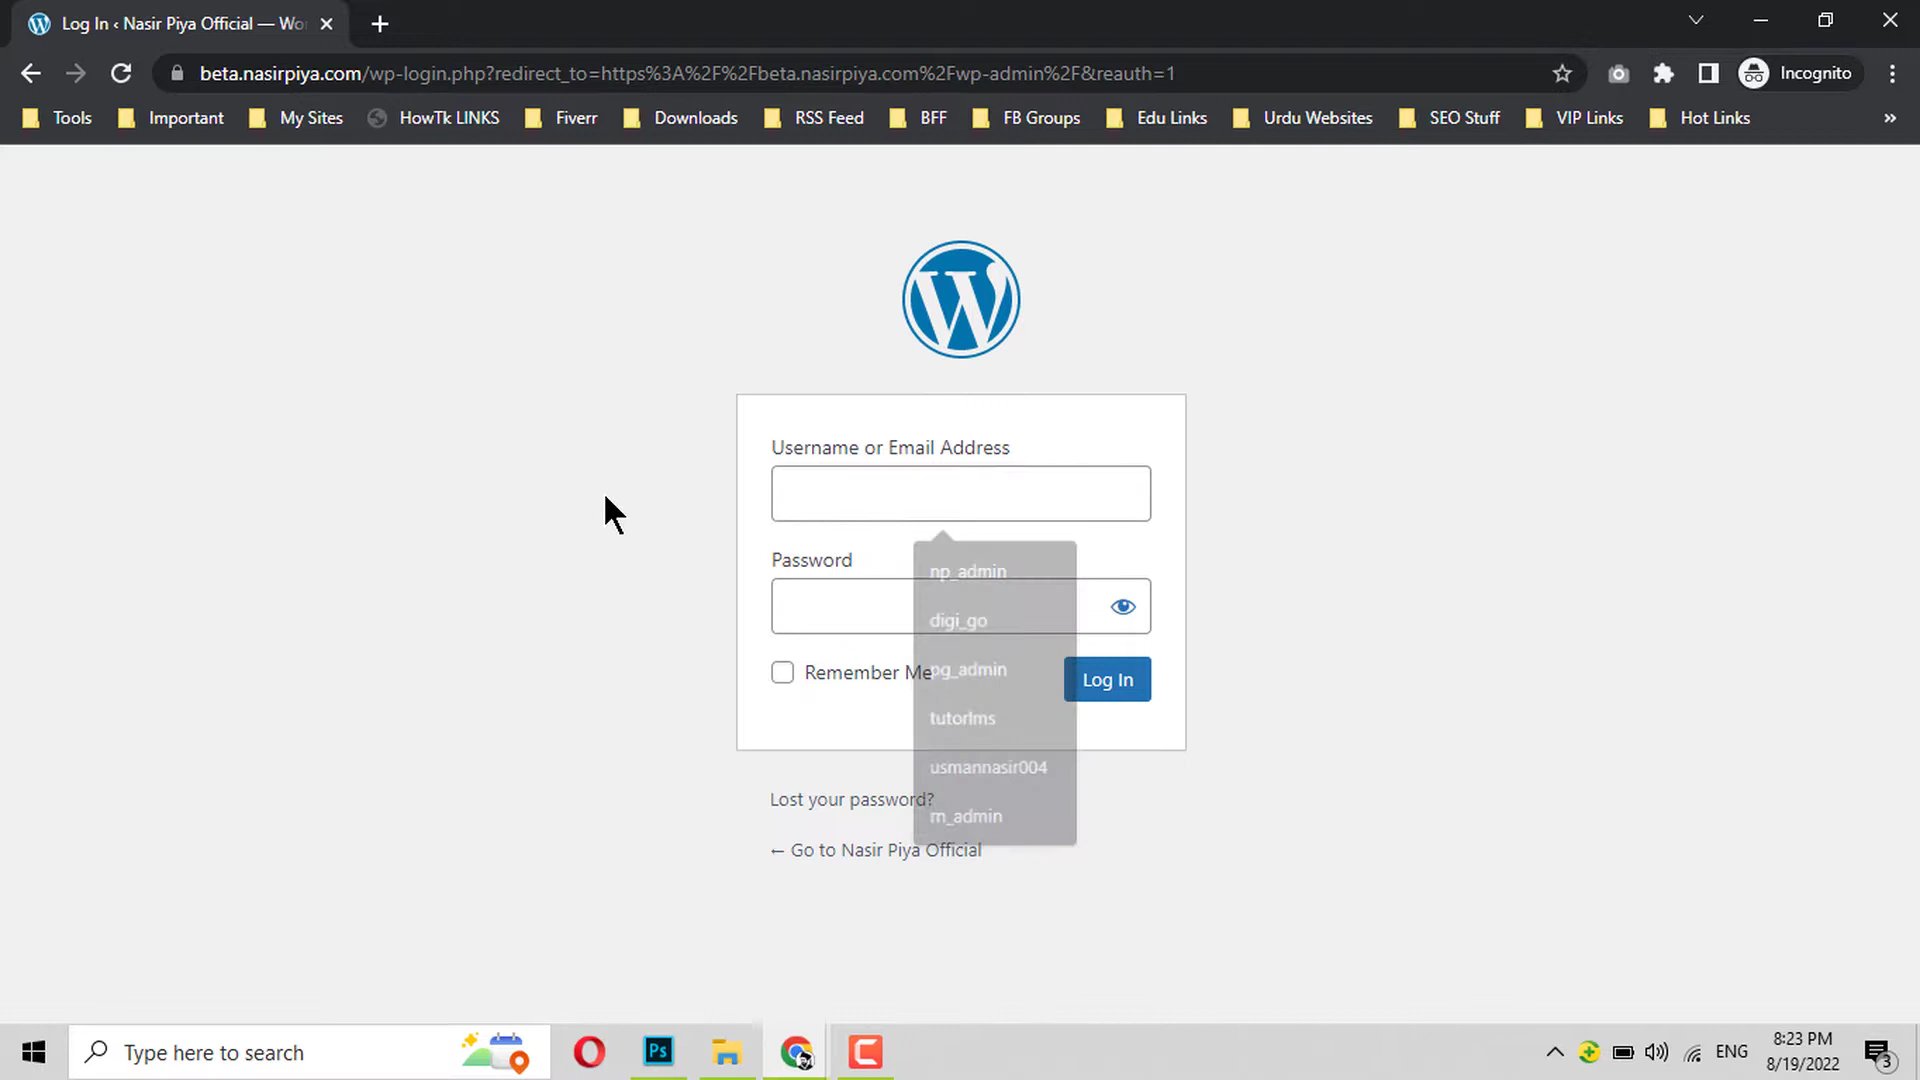 Log In ‹ Nasir Piya Official — Wo
beta.nasirpiya.com/wp-login.php?redirect_to=https%3A%2F%2Fbeta.nasirpiya.com%2Fwp-admin%2F&reauth=1
Incognito
Tools Important My Sites HowTk LINKS Fiverr Downloads RSS Feed BFF FB Groups Edu Links Urdu Websites SEO Stuff VIP Links Hot Links »
W
Username or Email Address
Password
np_admin
digi_go
pg_admin
tutorlms
usmannasir004
rn_admin
Remember Me
Log In
Lost your password?
← Go to Nasir Piya Official
Type here to search
Ps
ENG
8:23 PM
8/19/2022
3